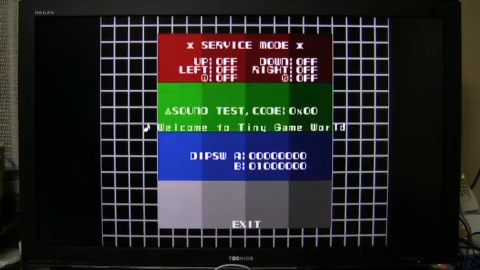 REGZA
* SERVICE MODE *
UP:OFF DOWN:OFF
LEFT:OFF RIGHT:OFF
①:OFF ②:OFF
△SOUND TEST, CODE:0x00
♪ Welcome to Tiny Game World
DIPSW A:00000000
B:01000000
EXIT
TOSHIBA